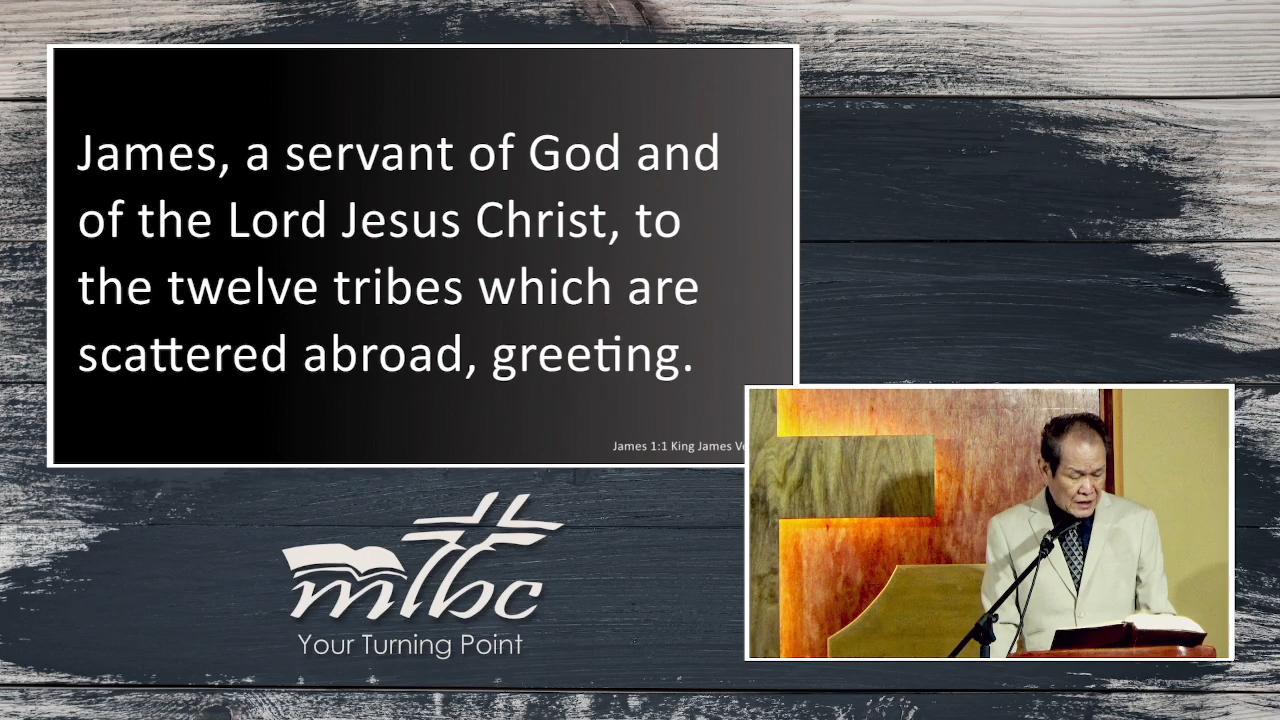 James, a servant of God and
of the Lord Jesus Christ, to
the twelve tribes which are
scattered abroad, greeting.
James 1:1 King James
mlbc
Your Turning Point